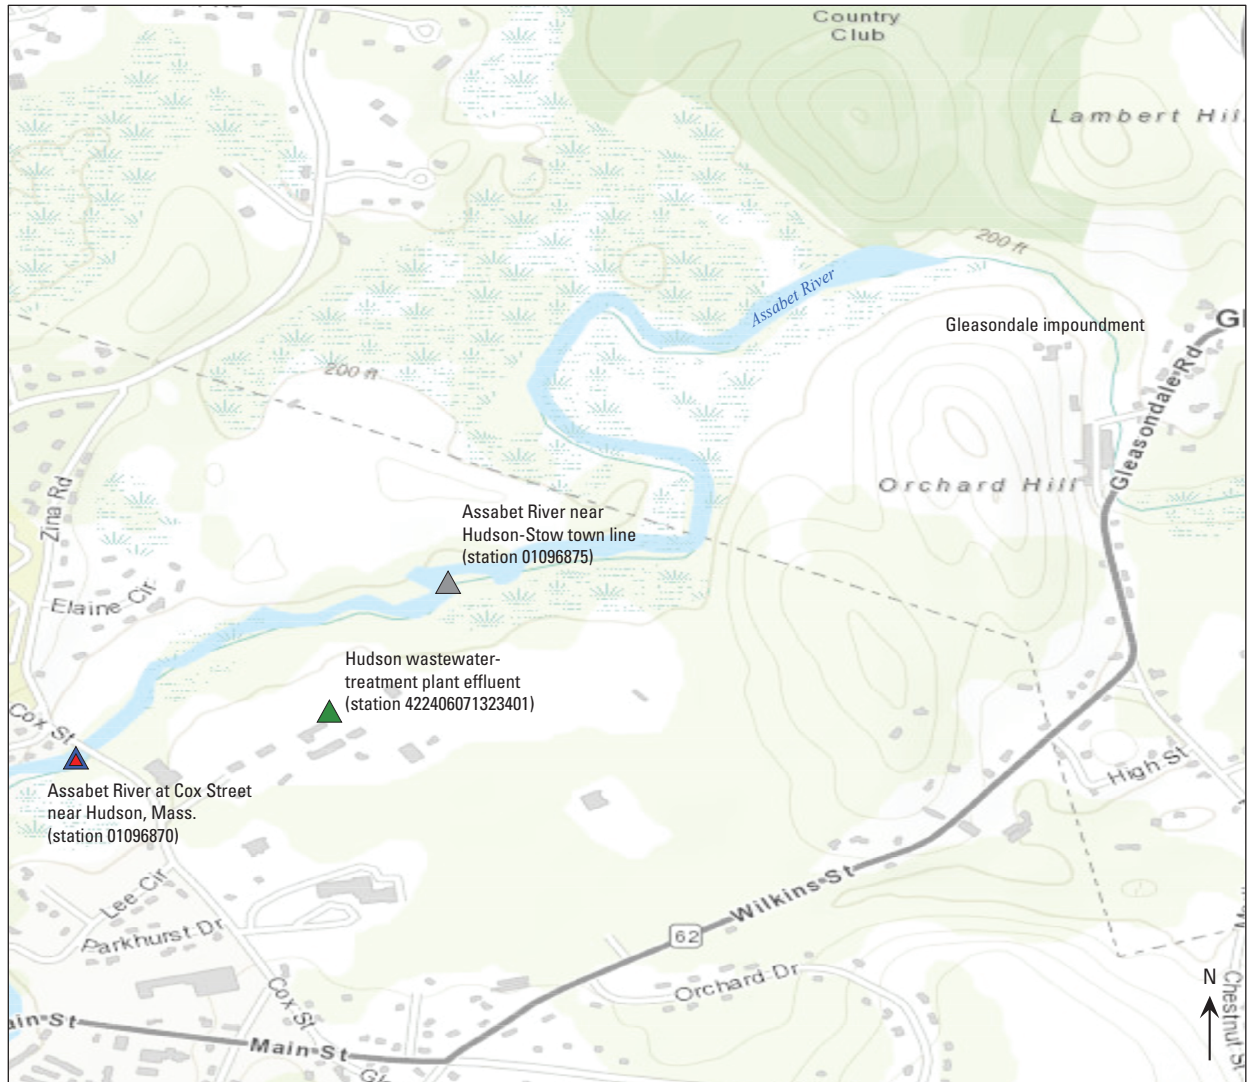 Country
Club
Lambert Hil
200 ft
Assabet River
Gleasondale impoundment
Gl
Gleasondale Rd
200 ft
Orchard Hill
Zina Rd
Assabet River near
Hudson-Stow town line
(station 01096875)
Elaine Cir
Hudson wastewater-
treatment plant effluent
(station 422406071323401)
Cox St
Assabet River at Cox Street
near Hudson, Mass.
(station 01096870)
High St
Lee Cir
Wilkins St
Parkhurst Dr
62
Orchard Dr
Cox St
N
Chestnut St
ain St
Main St